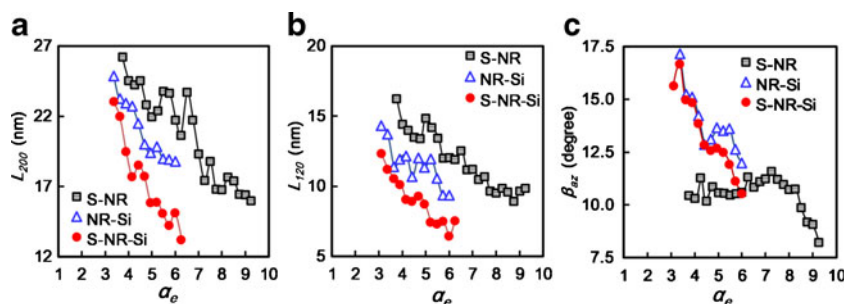 a
L200 (nm)
27
22
17
12
S-NR
NR-Si
S-NR-Si
1 2 3 4 5 6 7 8 9 10
αe
b
L120 (nm)
20
15
10
5
S-NR
NR-Si
S-NR-Si
1 2 3 4 5 6 7 8 9 10
αe
c
βaz (degree)
17.5
15.0
12.5
10.0
7.5
S-NR
NR-Si
S-NR-Si
1 2 3 4 5 6 7 8 9 10
αe